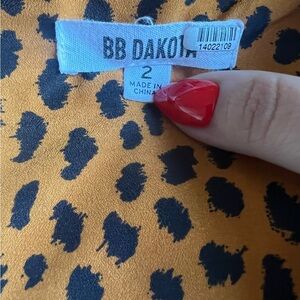 BB DAKOTA
14022109
2
MADE IN
CHINA